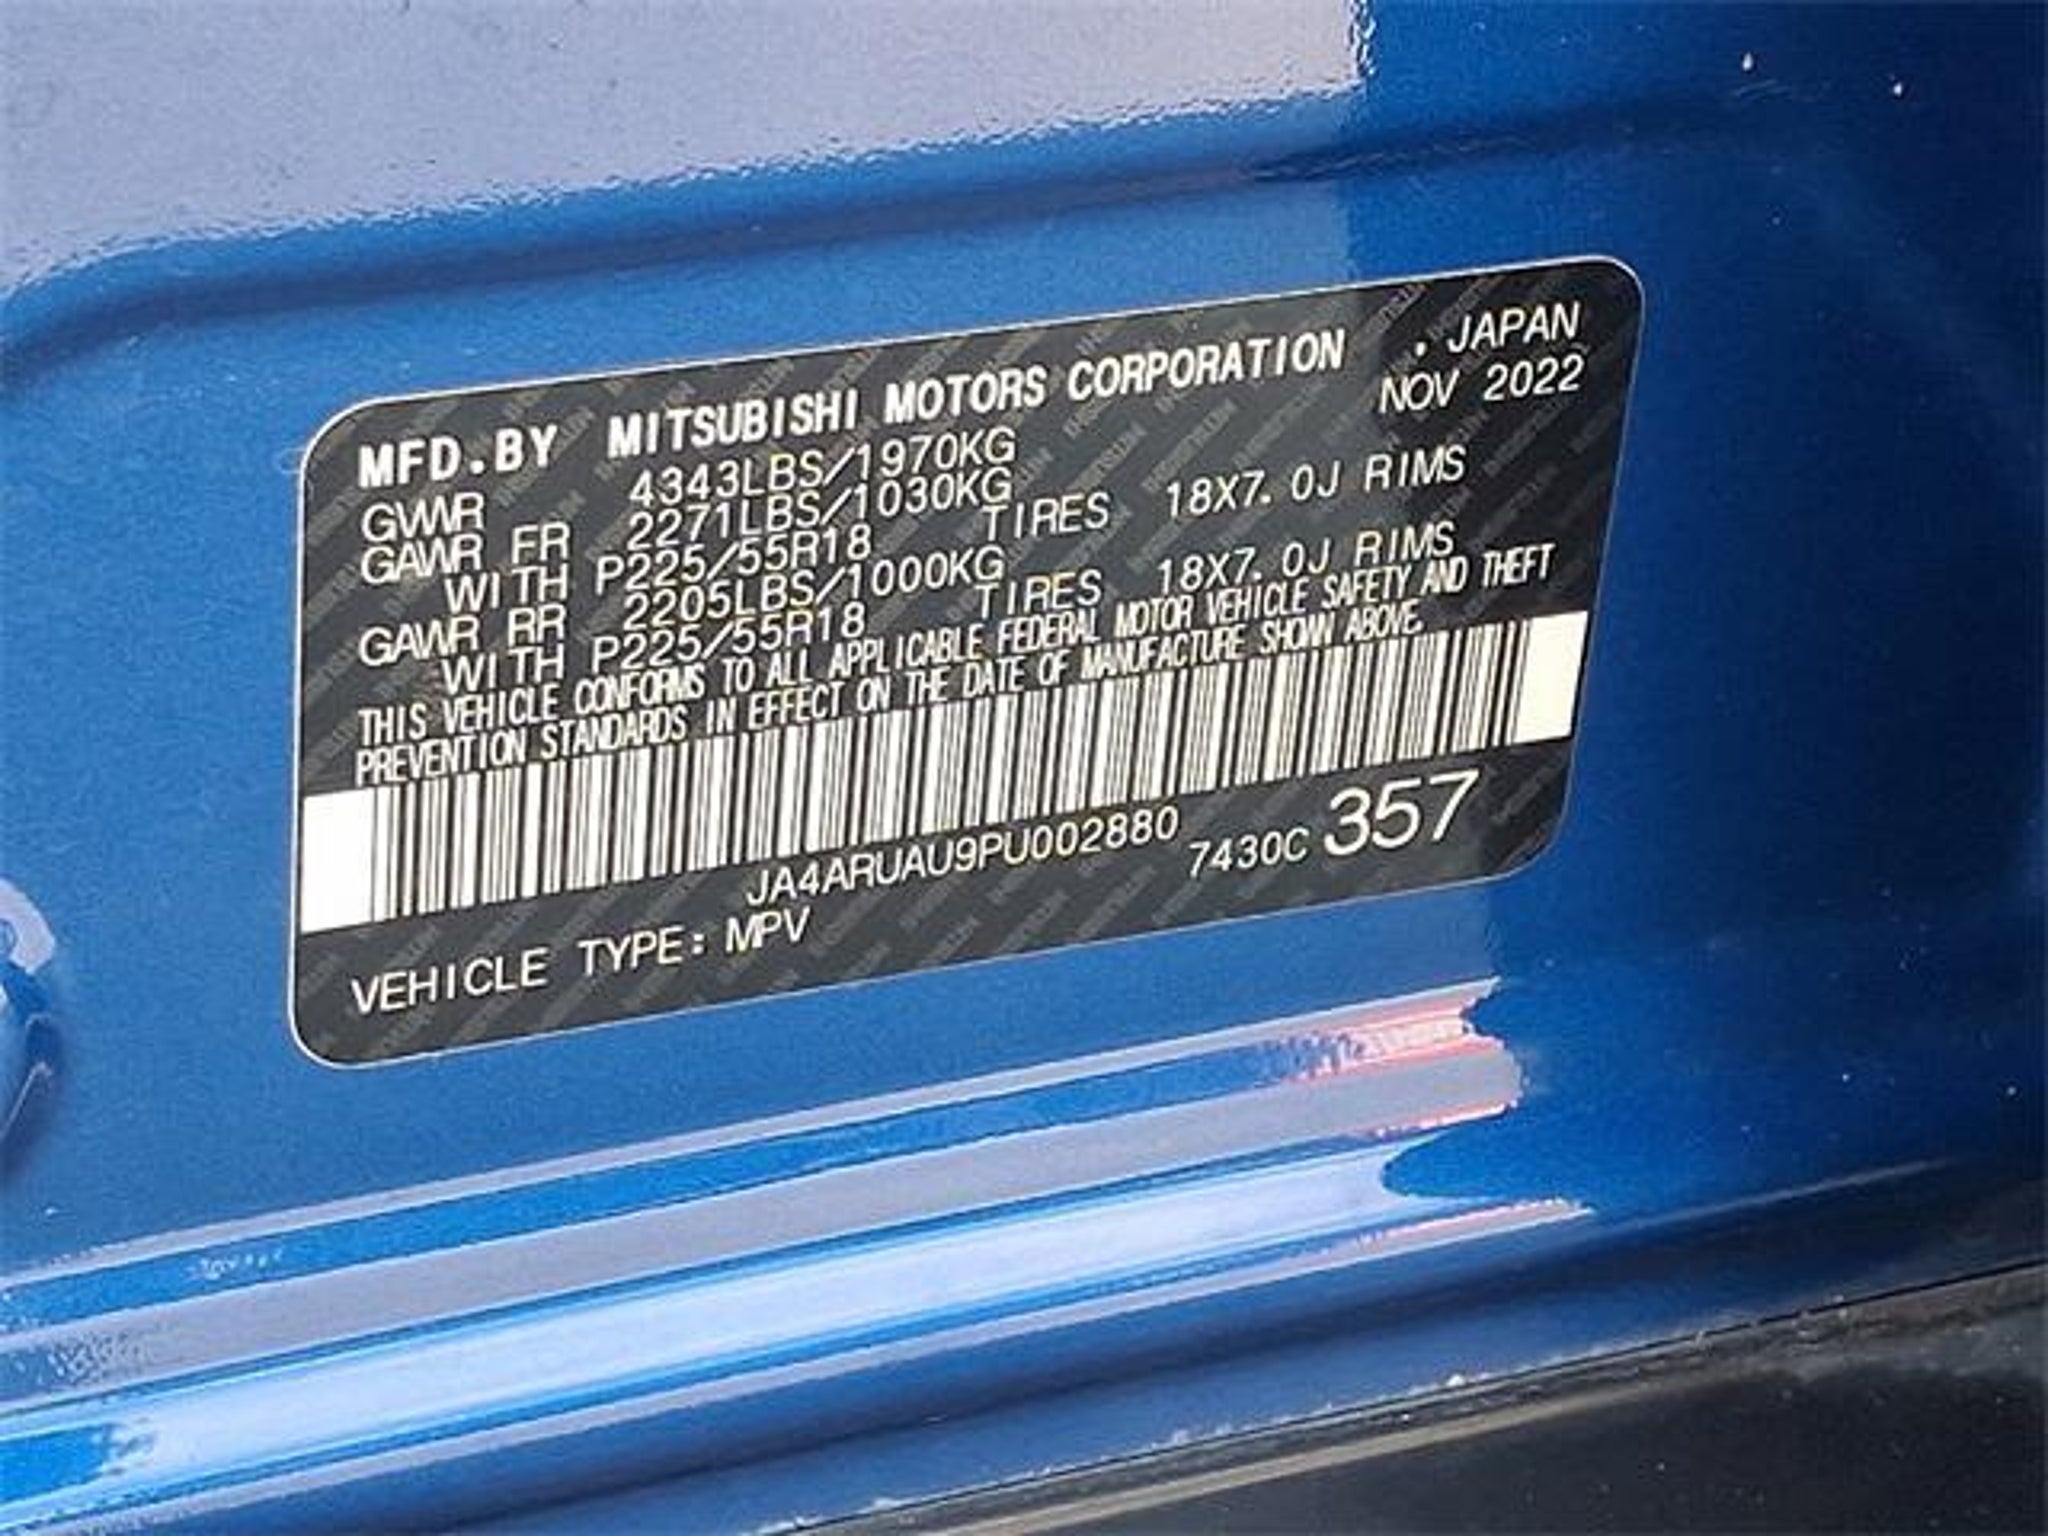 MFD.BY MITSUBISHI MOTORS CORPORATION , JAPAN
NOV 2022
GVWR 4343LBS/1970KG
GAWR FR 2271LBS/1030KG
WITH P225/55R18 TIRES 18X7.0J RIMS
GAWR RR 2205LBS/1000KG
WITH P225/55R18 TIRES 18X7.0J RIMS
THIS VEHICLE CONFORMS TO ALL APPLICABLE FEDERAL MOTOR VEHICLE SAFETY AND THEFT
PREVENTION STANDARDS IN EFFECT ON THE DATE OF MANUFACTURE SHOWN ABOVE.
JA4ARUAU9PU002880 7430C 357
VEHICLE TYPE: MPV